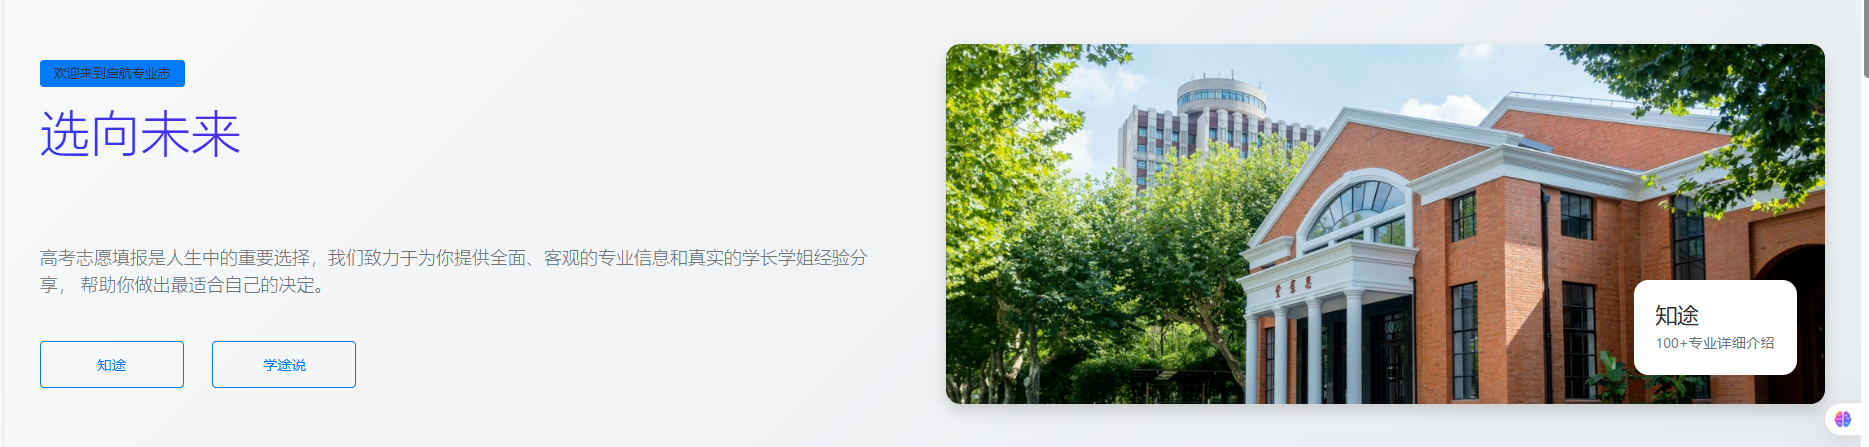 欢迎来到启航专业志
选向未来
高考志愿填报是人生中的重要选择，我们致力于为你提供全面、客观的专业信息和真实的学长学姐经验分
享， 帮助你做出最适合自己的决定。
知途
学途说
堂羣思
知途
100+专业详细介绍